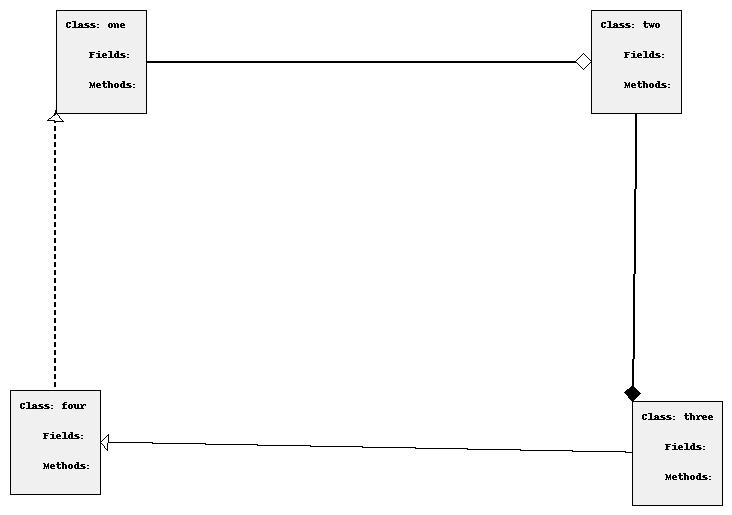 Class: one
Fields:
Methods:
Class: two
Fields:
Methods:
Class: four
Fields:
Methods:
Class: three
Fields:
Methods: